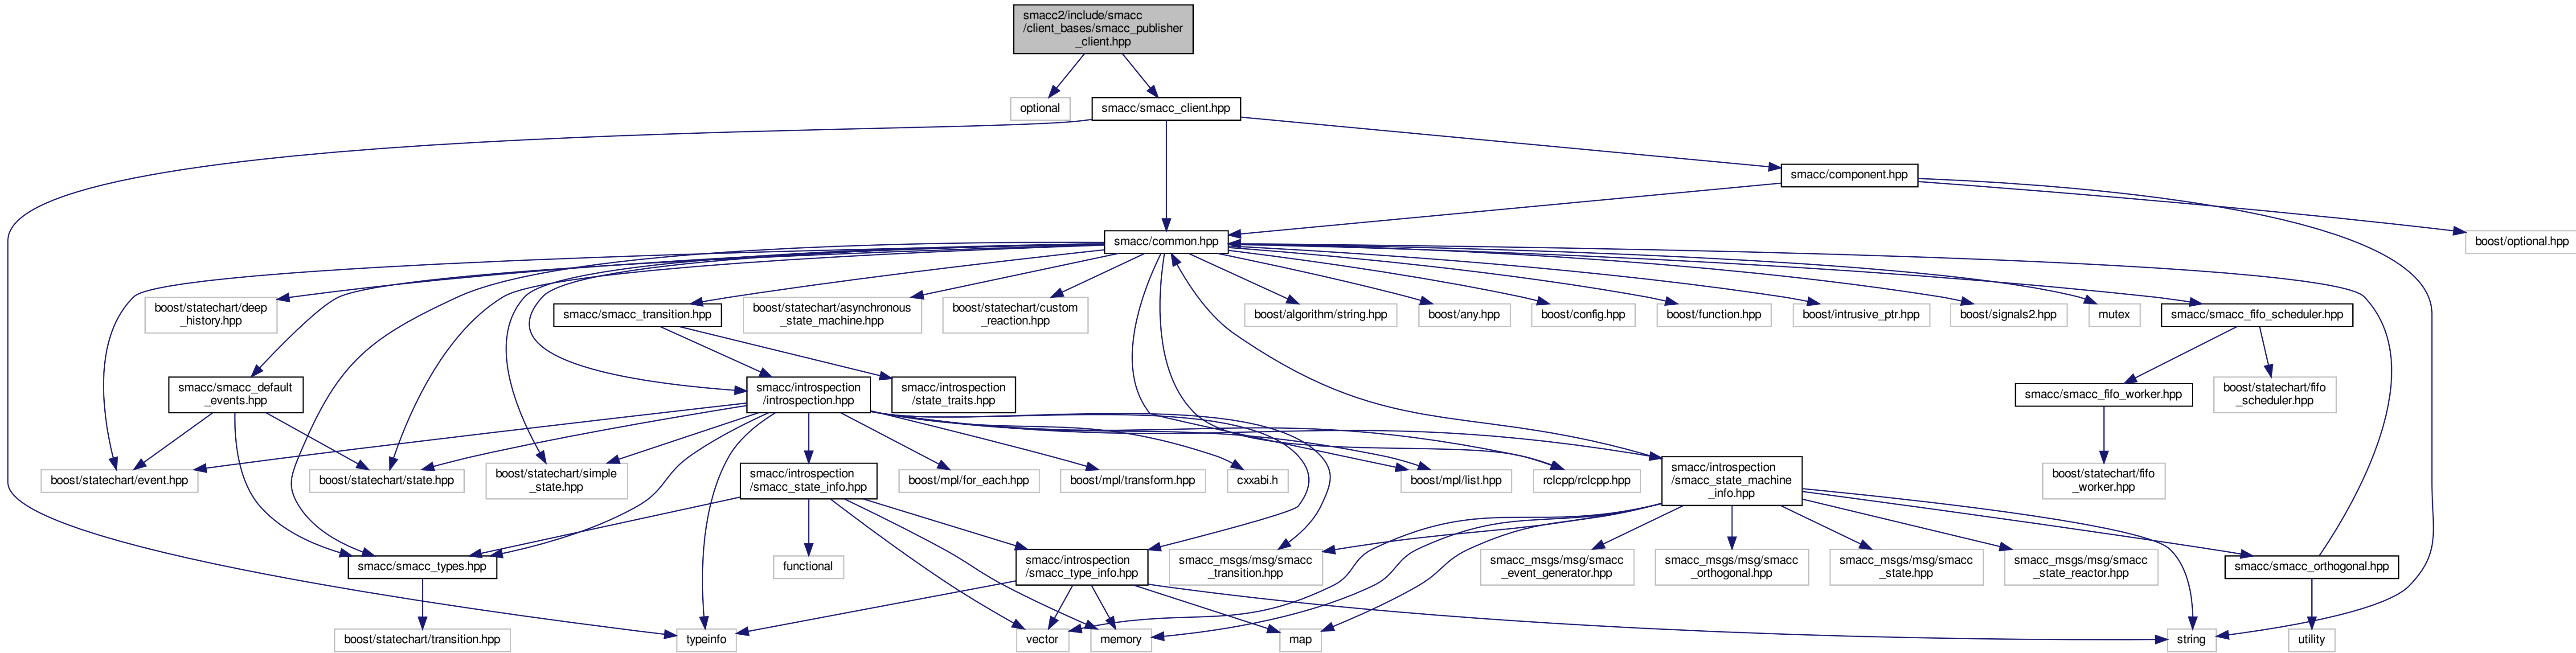 smacc2/include/smacc
/client_bases/smacc_publisher
_client.hpp
optional
smacc/smacc_client.hpp
smacc/component.hpp
smacc/common.hpp
boost/optional.hpp
boost/statechart/deep
_history.hpp
smacc/smacc_transition.hpp
boost/statechart/asynchronous
_state_machine.hpp
boost/statechart/custom
_reaction.hpp
boost/algorithm/string.hpp
boost/any.hpp
boost/config.hpp
boost/function.hpp
boost/intrusive_ptr.hpp
boost/signals2.hpp
mutex
smacc/smacc_fifo_scheduler.hpp
smacc/smacc_default
_events.hpp
smacc/introspection
/introspection.hpp
smacc/introspection
/state_traits.hpp
smacc/smacc_fifo_worker.hpp
boost/statechart/fifo
_scheduler.hpp
boost/statechart/event.hpp
boost/statechart/state.hpp
boost/statechart/simple
_state.hpp
smacc/introspection
/smacc_state_info.hpp
boost/mpl/for_each.hpp
boost/mpl/transform.hpp
cxxabi.h
boost/mpl/list.hpp
rclcpp/rclcpp.hpp
smacc/introspection
/smacc_state_machine
_info.hpp
boost/statechart/fifo
_worker.hpp
smacc/smacc_types.hpp
functional
smacc/introspection
/smacc_type_info.hpp
smacc_msgs/msg/smacc
_transition.hpp
smacc_msgs/msg/smacc
_event_generator.hpp
smacc_msgs/msg/smacc
_orthogonal.hpp
smacc_msgs/msg/smacc
_state.hpp
smacc_msgs/msg/smacc
_state_reactor.hpp
smacc/smacc_orthogonal.hpp
boost/statechart/transition.hpp
typeinfo
vector
memory
map
string
utility